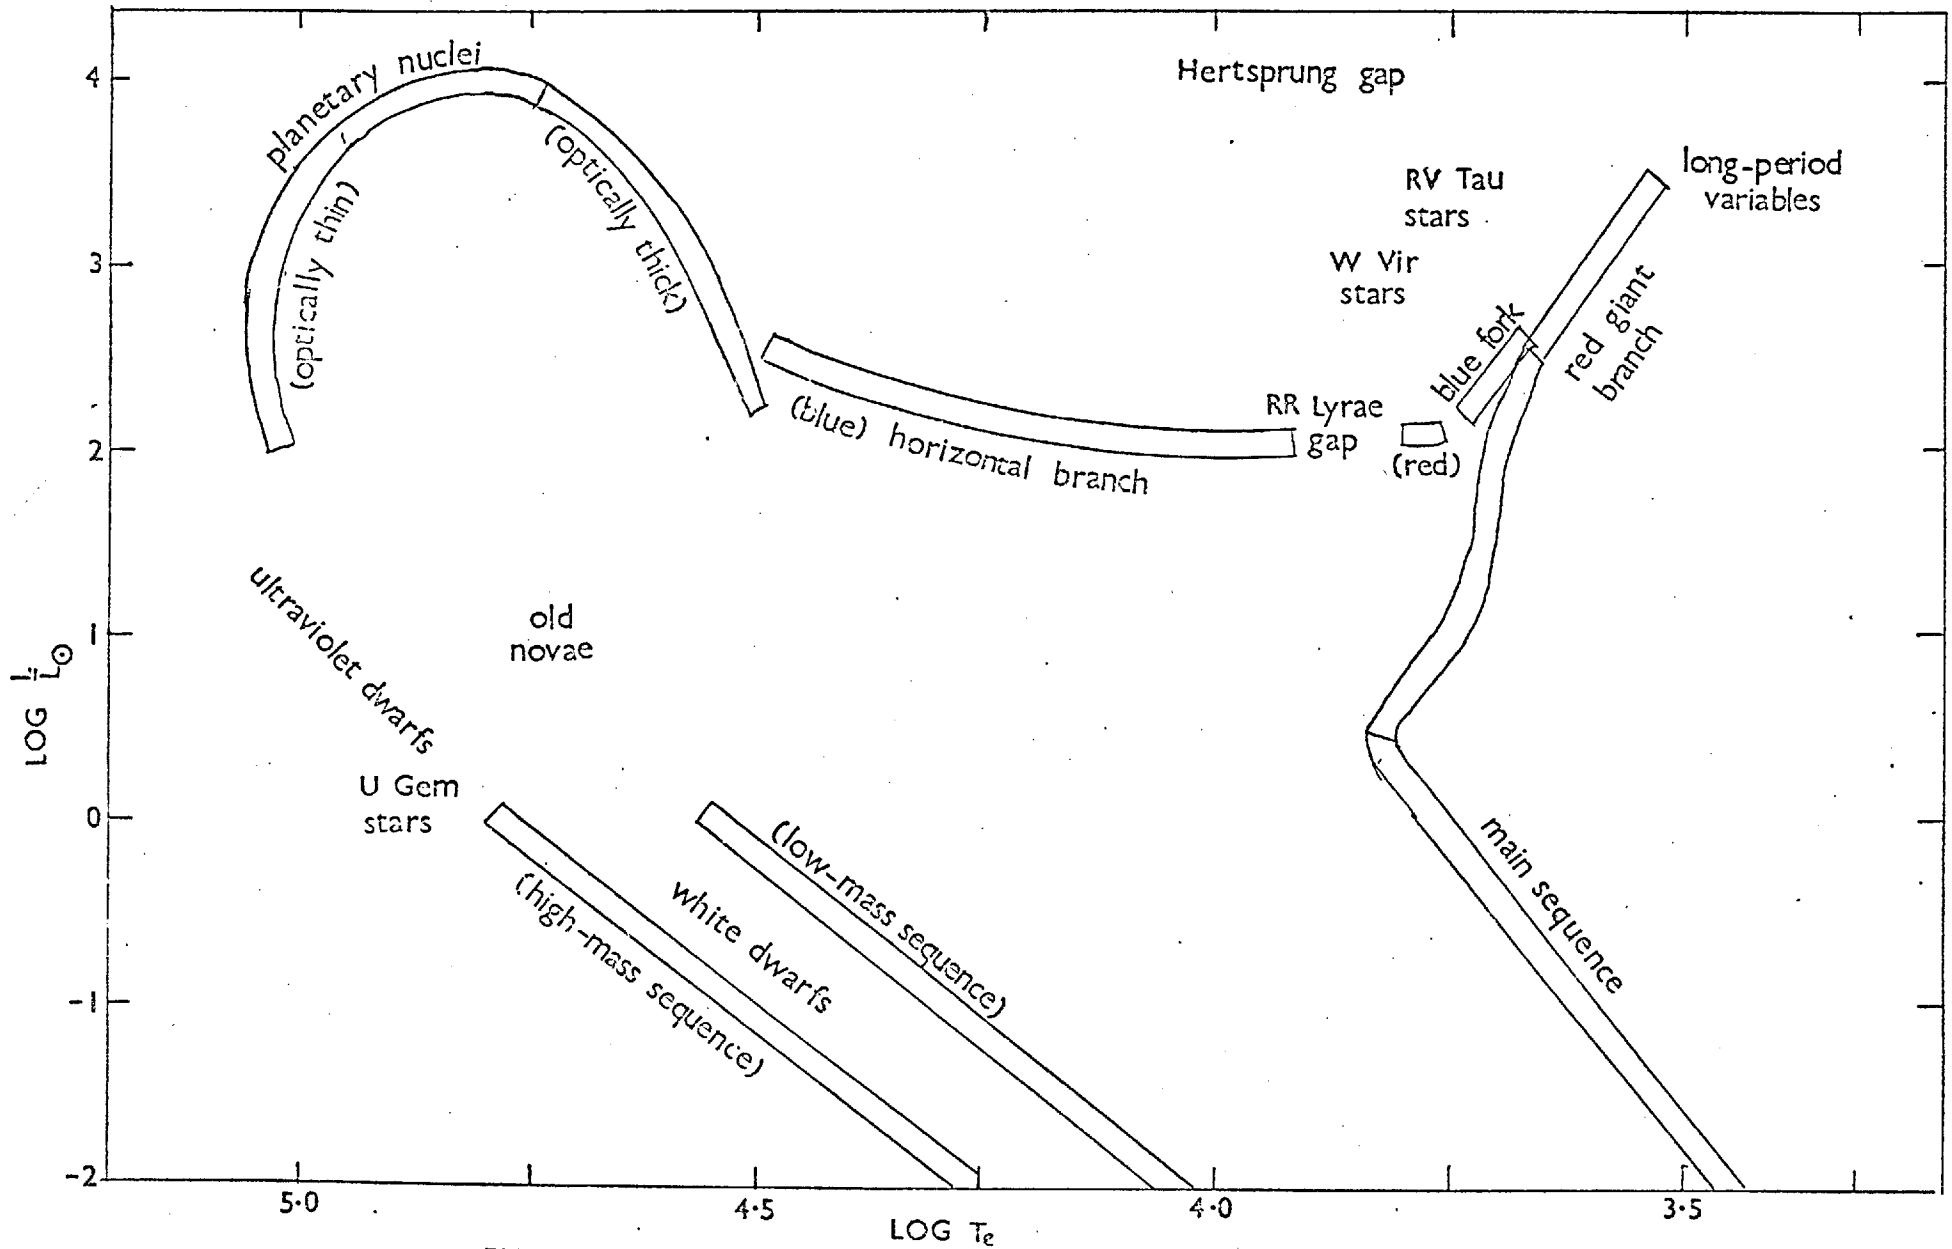 planetary nuclei
Hertsprung gap
4
(optically thin)
(optically thick)
RV Tau
stars
long-period
variables
3
W Vir
stars
blue fork
red giant
branch
(blue) horizontal branch
RR Lyrae
gap
(red)
2
ultraviolet dwarfs
old
novae
1
LOG L/L☉
U Gem
stars
0
(high-mass sequence)
white dwarfs
(low-mass sequence)
main sequence
-1
-2
5.0
4.5
4.0
3.5
LOG Te